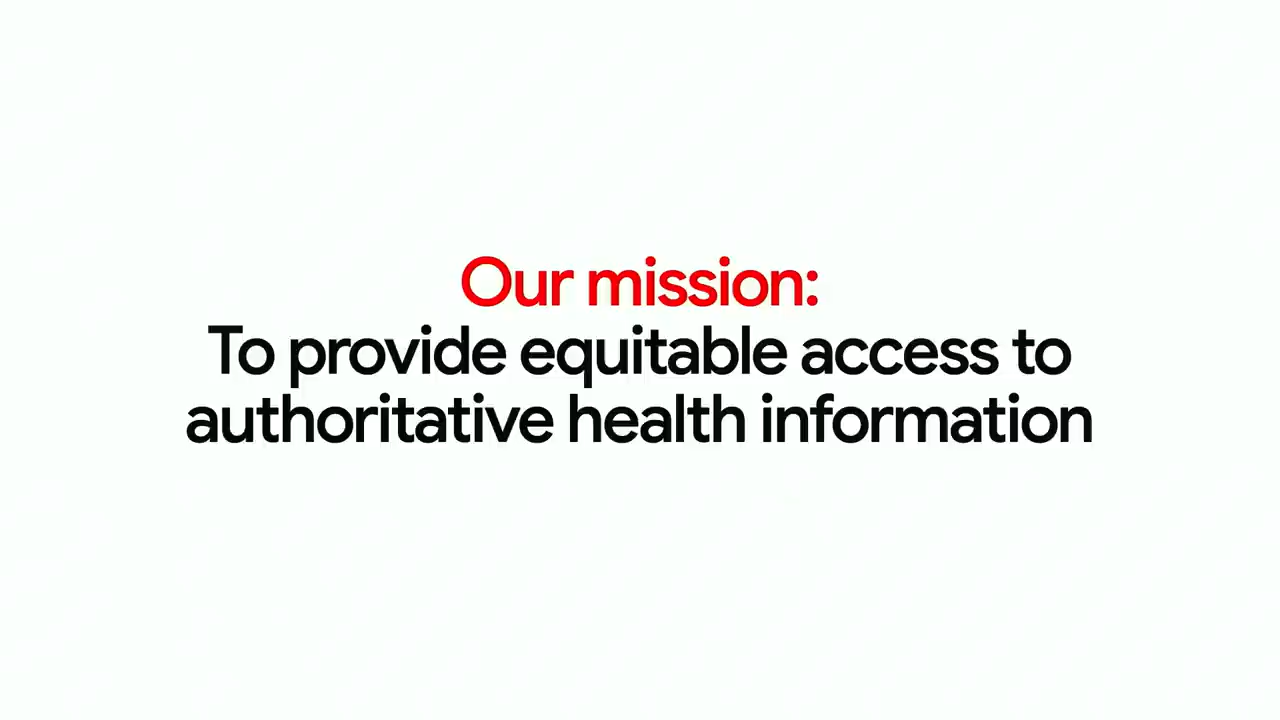 Our mission:
To provide equitable access to
authoritative health information